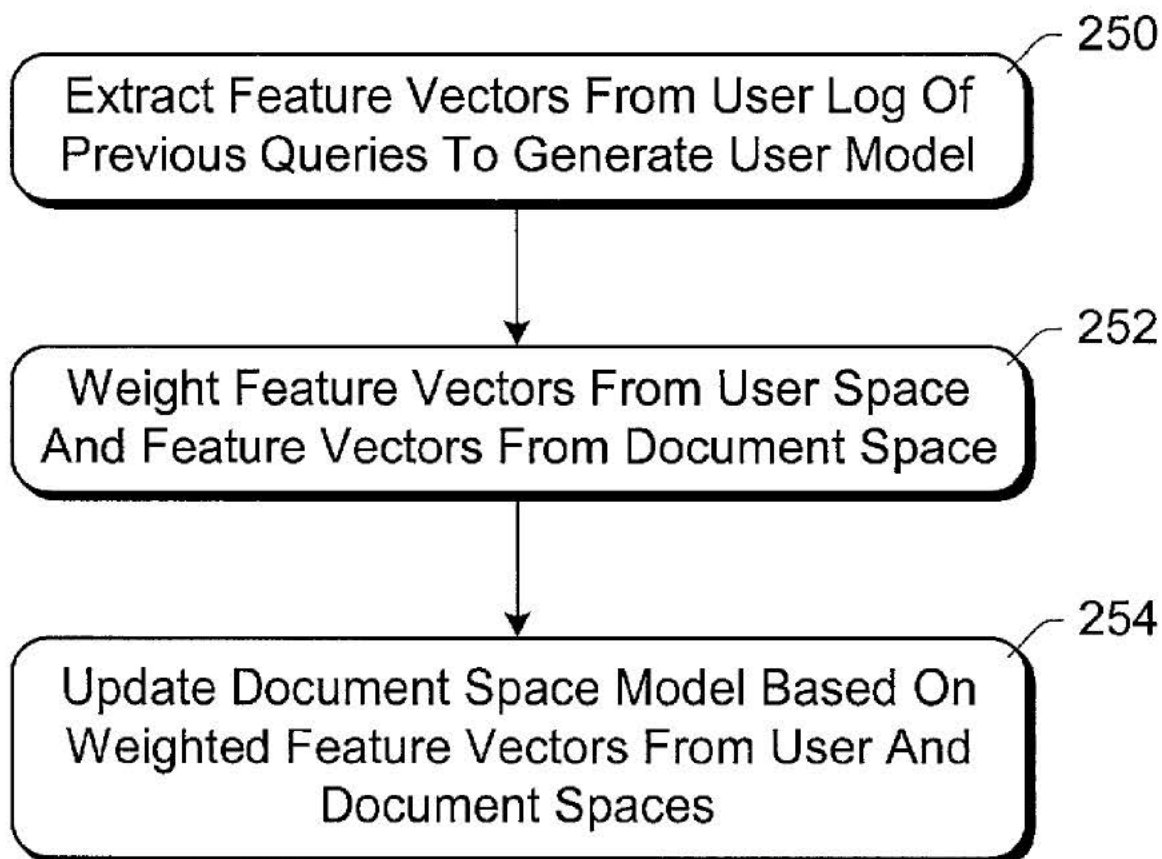 250
Extract Feature Vectors From User Log Of
Previous Queries To Generate User Model
252
Weight Feature Vectors From User Space
And Feature Vectors From Document Space
254
Update Document Space Model Based On
Weighted Feature Vectors From User And
Document Spaces